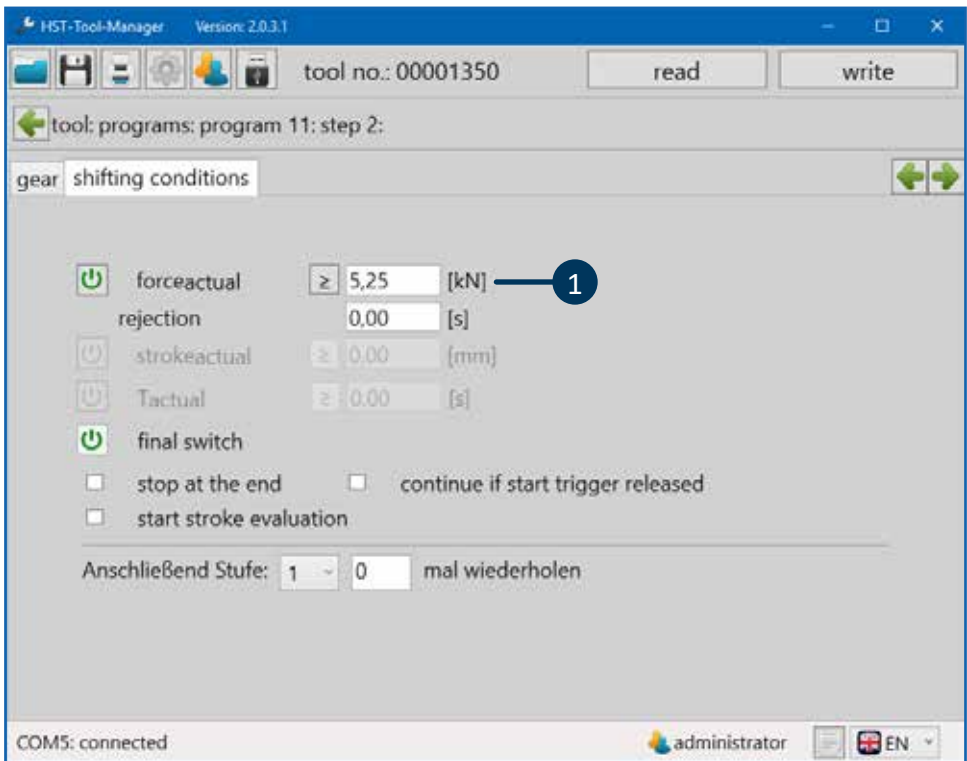 HST-Tool-Manager Version: 2.0.3.1
tool no.: 00001350 read write
tool: programs: program 11: step 2:
gear shifting conditions
forceactual ≥ 5,25 [kN] 1
rejection 0,00 [s]
strokeactual ≥ 0.00 [mm]
Tactual ≥ 0.00 [s]
final switch
stop at the end continue if start trigger released
start stroke evaluation
Anschließend Stufe: 1 0 mal wiederholen
COM5: connected administrator EN